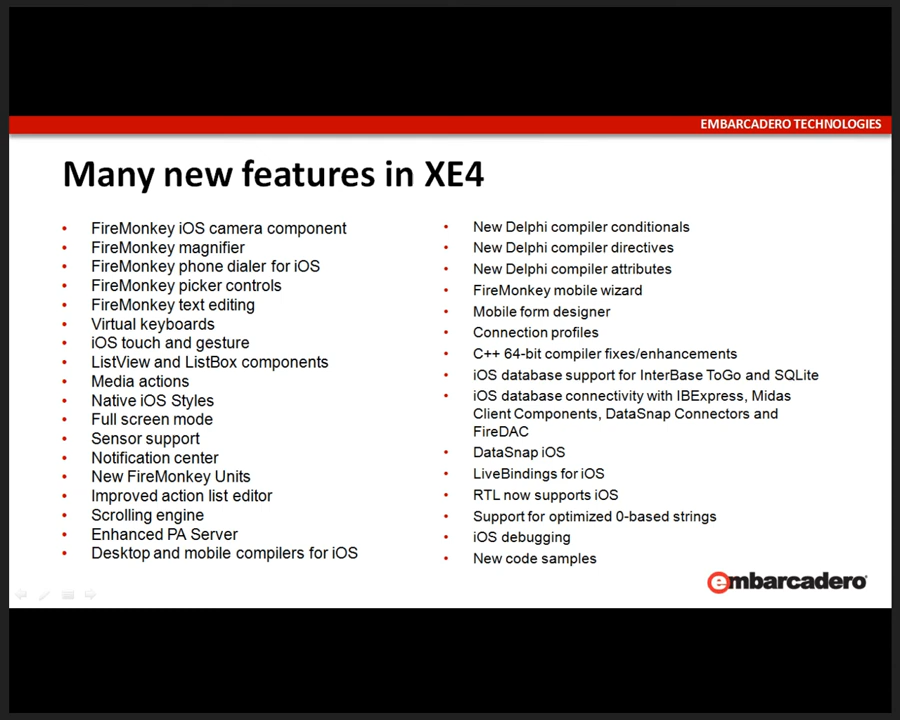 EMBARCADERO TECHNOLOGIES
Many new features in XE4
• FireMonkey iOS camera component
• FireMonkey magnifier
• FireMonkey phone dialer for iOS
• FireMonkey picker controls
• FireMonkey text editing
• Virtual keyboards
• iOS touch and gesture
• ListView and ListBox components
• Media actions
• Native iOS Styles
• Full screen mode
• Sensor support
• Notification center
• New FireMonkey Units
• Improved action list editor
• Scrolling engine
• Enhanced PA Server
• Desktop and mobile compilers for iOS
• New Delphi compiler conditionals
• New Delphi compiler directives
• New Delphi compiler attributes
• FireMonkey mobile wizard
• Mobile form designer
• Connection profiles
• C++ 64-bit compiler fixes/enhancements
• iOS database support for InterBase ToGo and SQLite
• iOS database connectivity with IBExpress, Midas
Client Components, DataSnap Connectors and
FireDAC
• DataSnap iOS
• LiveBindings for iOS
• RTL now supports iOS
• Support for optimized 0-based strings
• iOS debugging
• New code samples
embarcadero